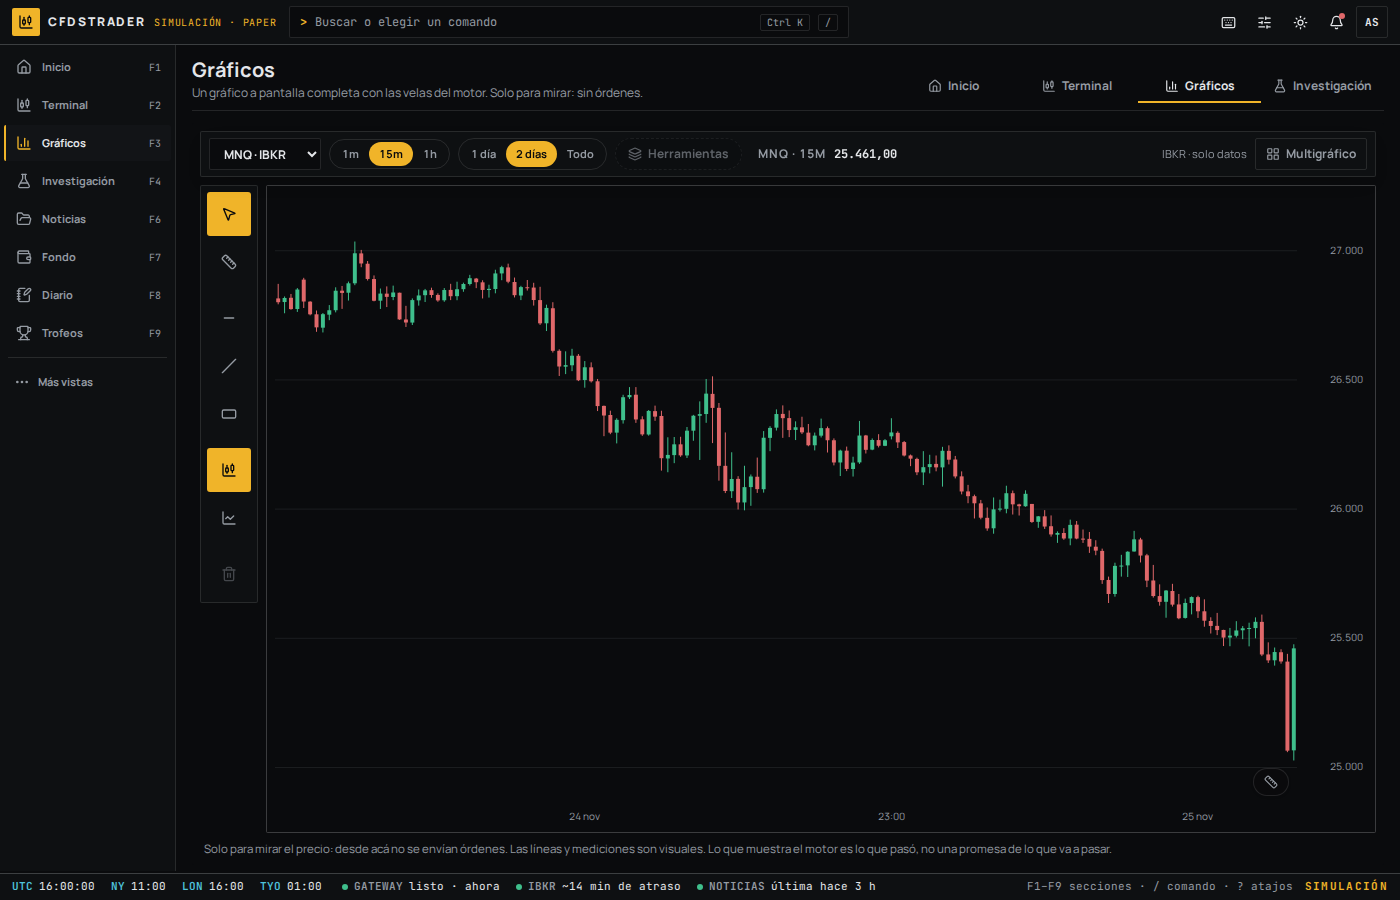 CFDSTRADER SIMULACIÓN · PAPER > Buscar o elegir un comando Ctrl K / AS
Inicio F1
Terminal F2
Gráficos F3
Investigación F4
Noticias F6
Fondo F7
Diario F8
Trofeos F9
Más vistas
Gráficos
Un gráfico a pantalla completa con las velas del motor. Solo para mirar: sin órdenes.
Inicio Terminal Gráficos Investigación
MNQ · IBKR 1m 15m 1h 1 día 2 días Todo Herramientas MNQ · 15M 25.461,00 IBKR · solo datos Multigráfico
27.000
26.500
26.000
25.500
25.000
24 nov 23:00 25 nov
Solo para mirar el precio: desde acá no se envían órdenes. Las líneas y mediciones son visuales. Lo que muestra el motor es lo que pasó, no una promesa de lo que va a pasar.
UTC 16:00:00 NY 11:00 LON 16:00 TYO 01:00 GATEWAY listo · ahora IBKR ~14 min de atraso NOTICIAS última hace 3 h F1–F9 secciones · / comando · ? atajos SIMULACIÓN